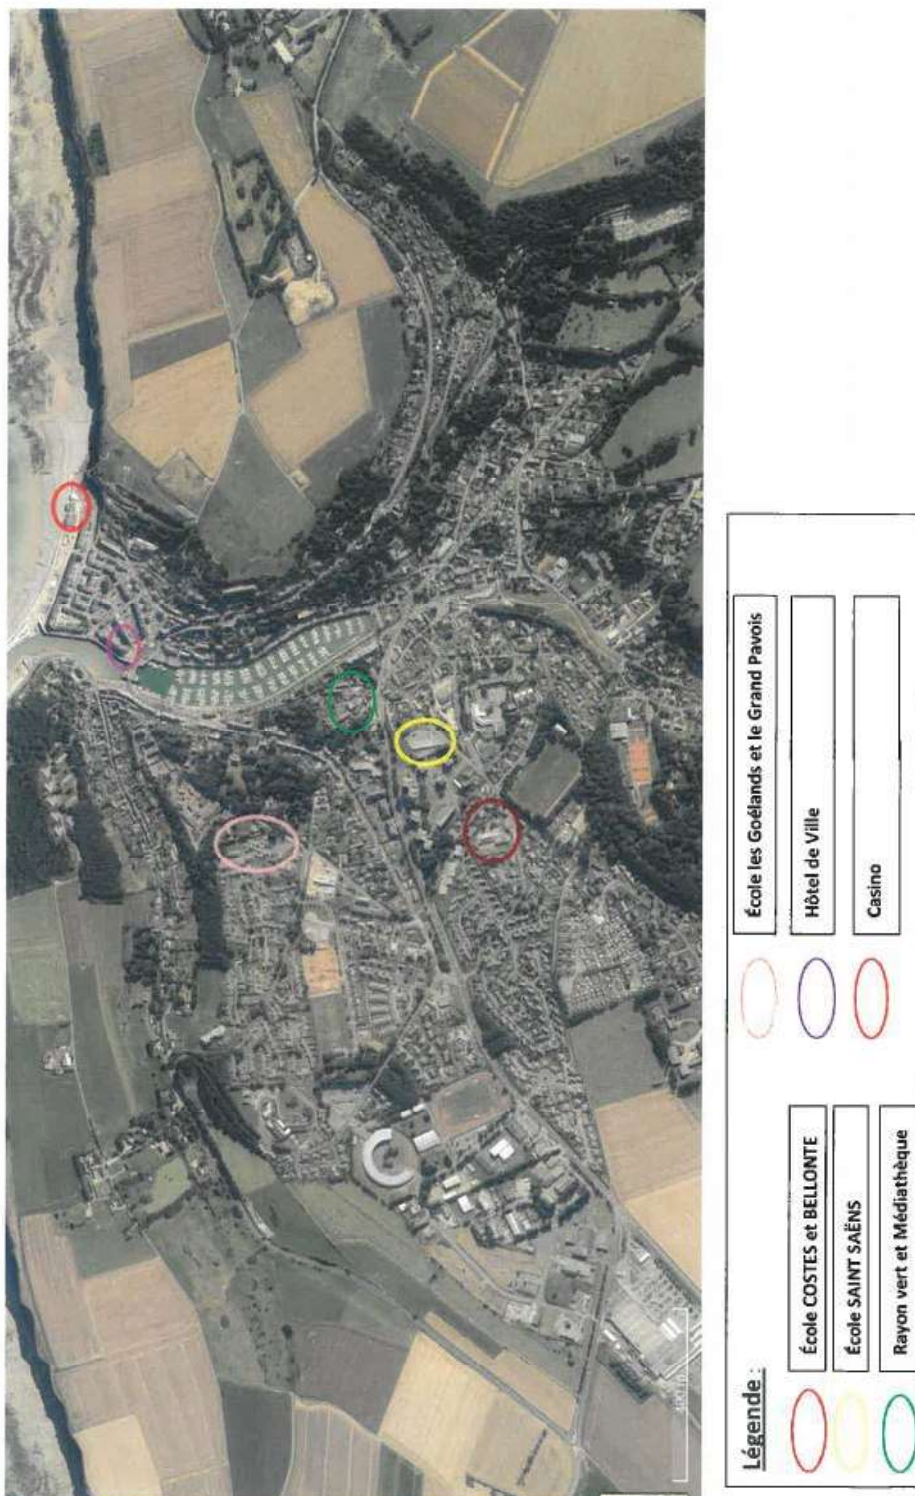 Légende :
École COSTES et BELLONTE
École SAINT SAËNS
Rayon vert et Médiathèque
École les Goélands et le Grand Pavois
Hôtel de Ville
Casino